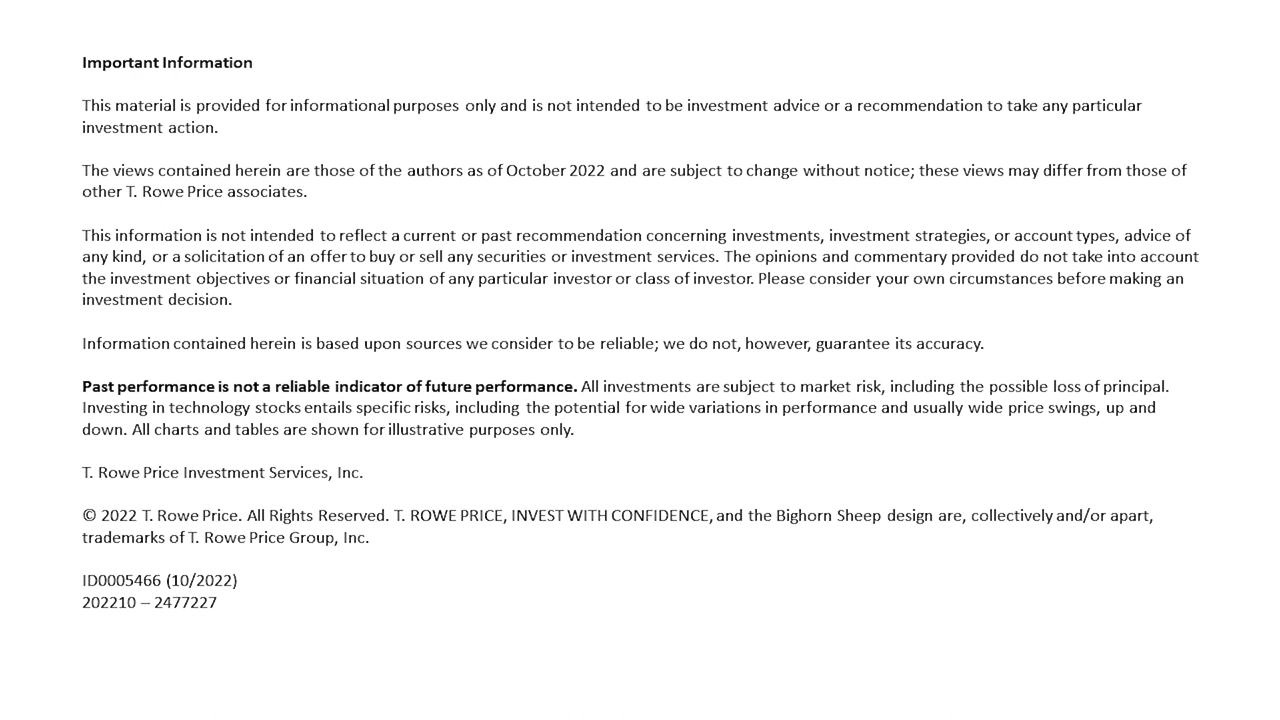 Important Information
This material is provided for informational purposes only and is not intended to be investment advice or a recommendation to take any particular
investment action.
The views contained herein are those of the authors as of October 2022 and are subject to change without notice; these views may differ from those of
other T. Rowe Price associates.
This information is not intended to reflect a current or past recommendation concerning investments, investment strategies, or account types, advice of
any kind, or a solicitation of an offer to buy or sell any securities or investment services. The opinions and commentary provided do not take into account
the investment objectives or financial situation of any particular investor or class of investor. Please consider your own circumstances before making an
investment decision.
Information contained herein is based upon sources we consider to be reliable; we do not, however, guarantee its accuracy.
Past performance is not a reliable indicator of future performance. All investments are subject to market risk, including the possible loss of principal.
Investing in technology stocks entails specific risks, including the potential for wide variations in performance and usually wide price swings, up and
down. All charts and tables are shown for illustrative purposes only.
T. Rowe Price Investment Services, Inc.
© 2022 T. Rowe Price. All Rights Reserved. T. ROWE PRICE, INVEST WITH CONFIDENCE, and the Bighorn Sheep design are, collectively and/or apart,
trademarks of T. Rowe Price Group, Inc.
ID0005466 (10/2022)
202210 – 2477227